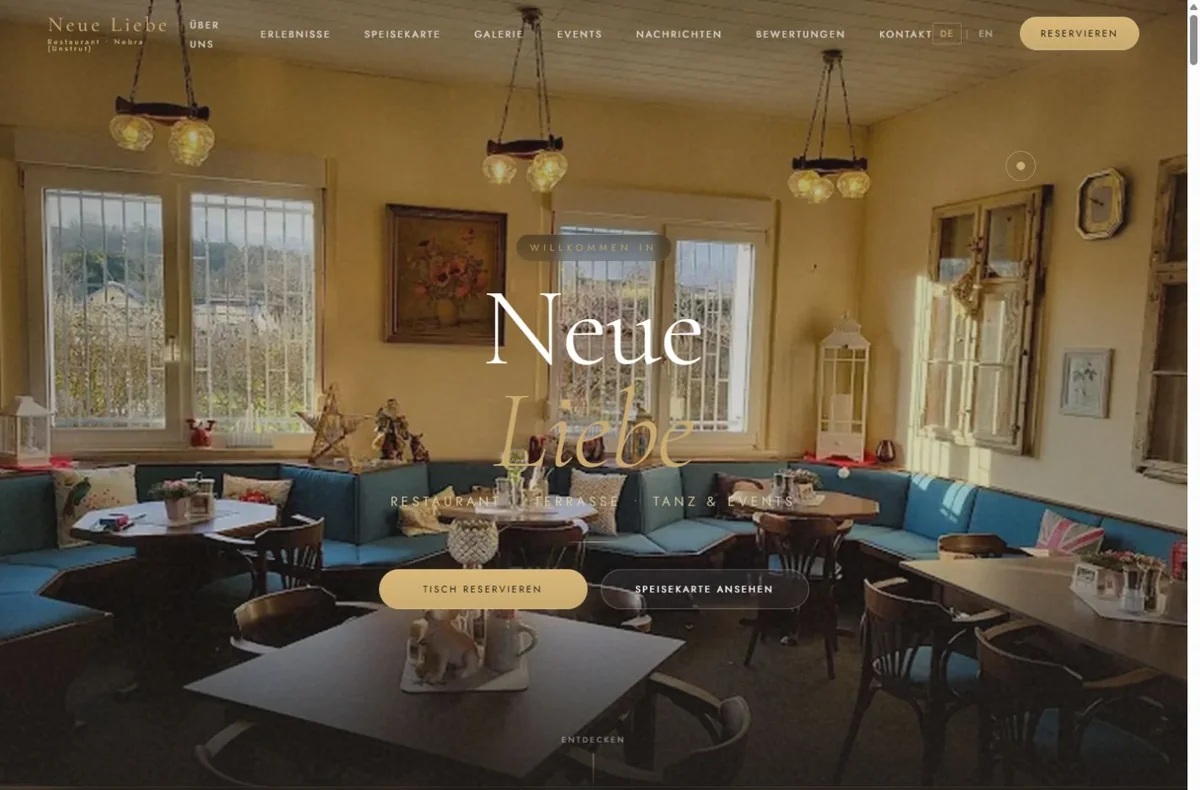 Neue Liebe
Restaurant · Nebra
(Unstrut)
ÜBER
UNS
ERLEBNISSE
SPEISEKARTE
GALERIE
EVENTS
NACHRICHTEN
BEWERTUNGEN
KONTAKT
DE | EN
RESERVIEREN
WILLKOMMEN IN
Neue
Liebe
RESTAURANT · TERRASSE · TANZ & EVENTS
TISCH RESERVIEREN
SPEISEKARTE ANSEHEN
ENTDECKEN